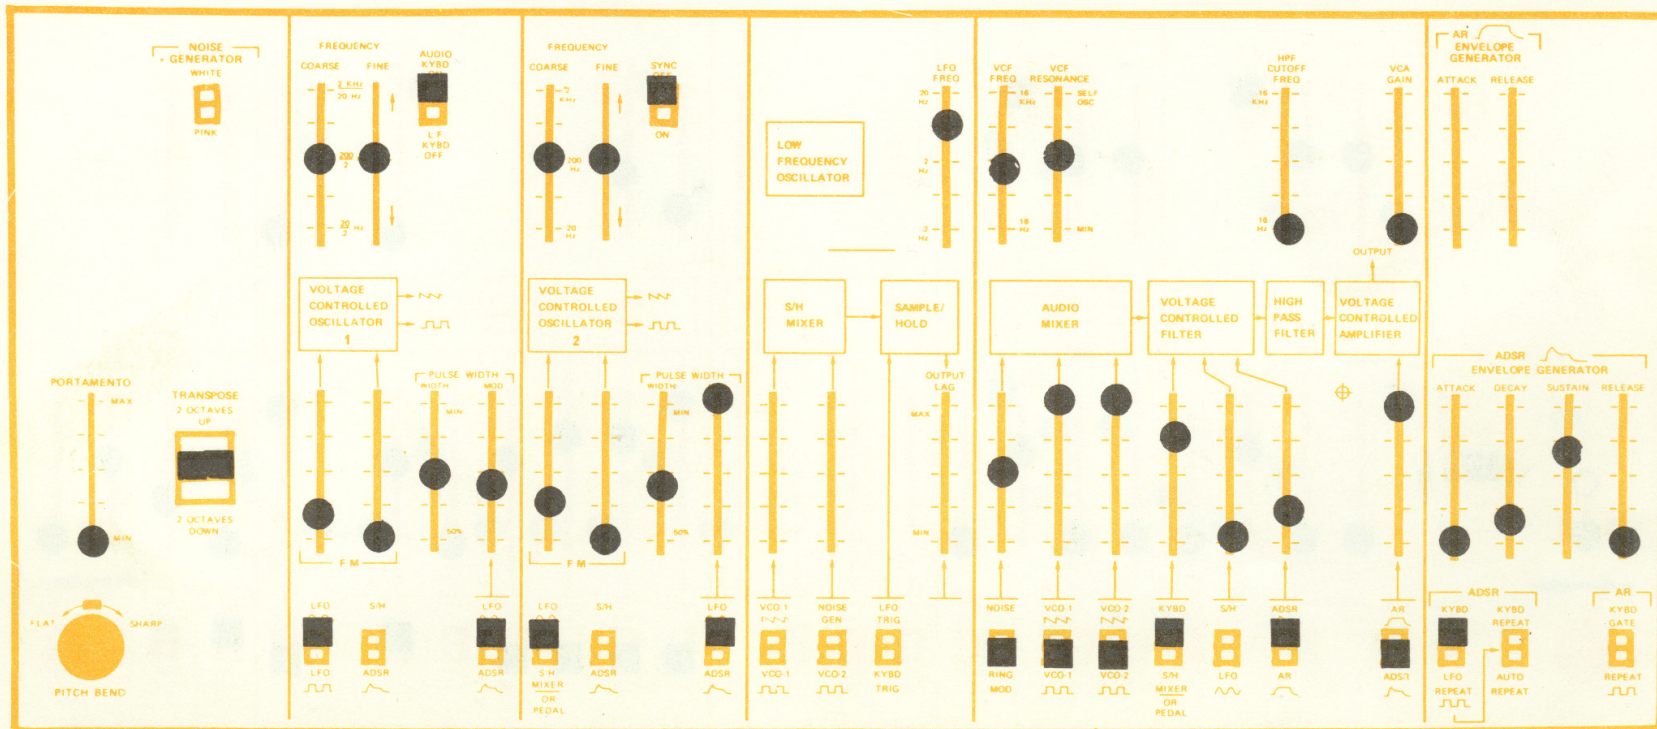 NOISE
GENERATOR
WHITE
PINK
PORTAMENTO
MAX
MIN
TRANSPOSE
2 OCTAVES
UP
2 OCTAVES
DOWN
FLAT
SHARP
PITCH BEND
FREQUENCY
COARSE FINE
2 KHz
20 Hz
200
2
20 Hz
.2
AUDIO
KYBD
ON
L F
KYBD
OFF
VOLTAGE
CONTROLLED
OSCILLATOR
1
PULSE WIDTH
WIDTH MOD
MIN
50%
FM
LFO S/H LFO
LFO ADSR ADSR
FREQUENCY
COARSE FINE
2
KHz
200
Hz
20
Hz
SYNC
OFF
ON
VOLTAGE
CONTROLLED
OSCILLATOR
2
PULSE WIDTH
WIDTH
MIN
50%
FM
LFO S/H LFO
S/H ADSR ADSR
MIXER
OR
PEDAL
LFO
FREQ
20
Hz
2
Hz
.2
Hz
LOW
FREQUENCY
OSCILLATOR
S/H
MIXER
SAMPLE/
HOLD
OUTPUT
LAG
MAX
MIN
VCO-1 NOISE LFO
GEN TRIG
VCO-1 VCO-2 KYBD
TRIG
VCF VCF
FREQ RESONANCE
16
KHz
SELF
OSC
16
Hz
MIN
HPF
CUTOFF
FREQ
16
KHz
16
Hz
VCA
GAIN
OUTPUT
AUDIO
MIXER
VOLTAGE
CONTROLLED
FILTER
HIGH
PASS
FILTER
VOLTAGE
CONTROLLED
AMPLIFIER
NOISE VCO-1 VCO-2 KYBD S/H ADSR AR
RING VCO-1 VCO-2 S/H LFO AR ADSR
MOD
MIXER
OR
PEDAL
AR
ENVELOPE
GENERATOR
ATTACK RELEASE
ADSR
ENVELOPE GENERATOR
ATTACK DECAY SUSTAIN RELEASE
ADSR AR
KYBD KYBD KYBD
REPEAT GATE
LFO AUTO REPEAT
REPEAT REPEAT